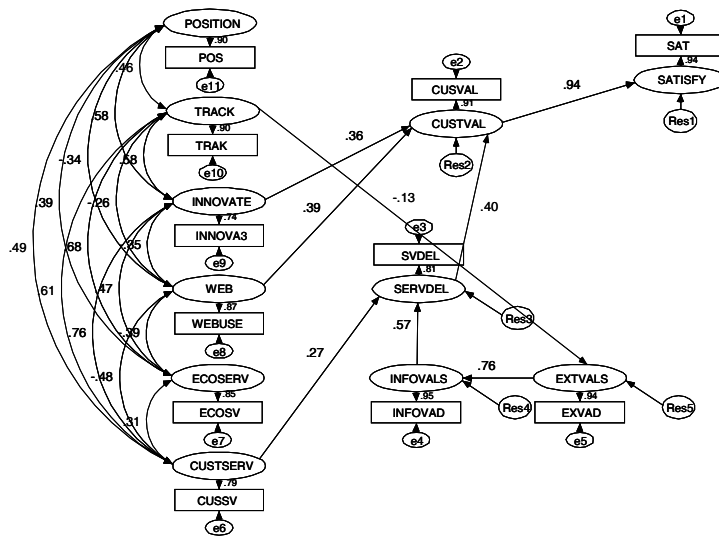 POSITION
.90
POS
e11
.46
TRACK
.90
TRAK
e10
.58
-.34
.58
-.26
INNOVATE
.74
INNOVA3
e9
.39
.68
.35
.49
WEB
.87
WEBUSE
e8
.61
.47
.76
-.39
-.48
ECOSERV
.85
ECOSV
e7
.31
CUSTSERV
.79
CUSSV
e6
e1
SAT
.94
SATISFY
Res1
e2
CUSVAL
.91
CUSTVAL
Res2
.94
.36
.39
-.13
.40
e3
SVDEL
.81
SERVDEL
Res3
.27
.57
INFOVALS
.95
INFOVAD
e4
Res4
.76
EXTVALS
.94
EXVAD
e5
Res5